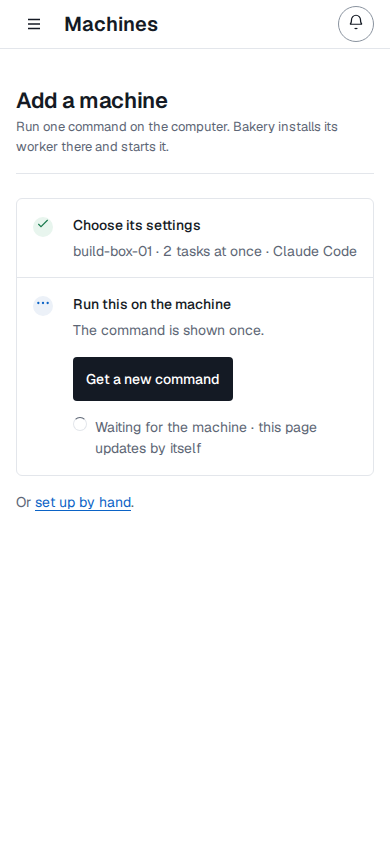 Machines
Add a machine
Run one command on the computer. Bakery installs its
worker there and starts it.
Choose its settings
build-box-01 · 2 tasks at once · Claude Code
Run this on the machine
The command is shown once.
Get a new command
Waiting for the machine · this page
updates by itself
Or set up by hand.